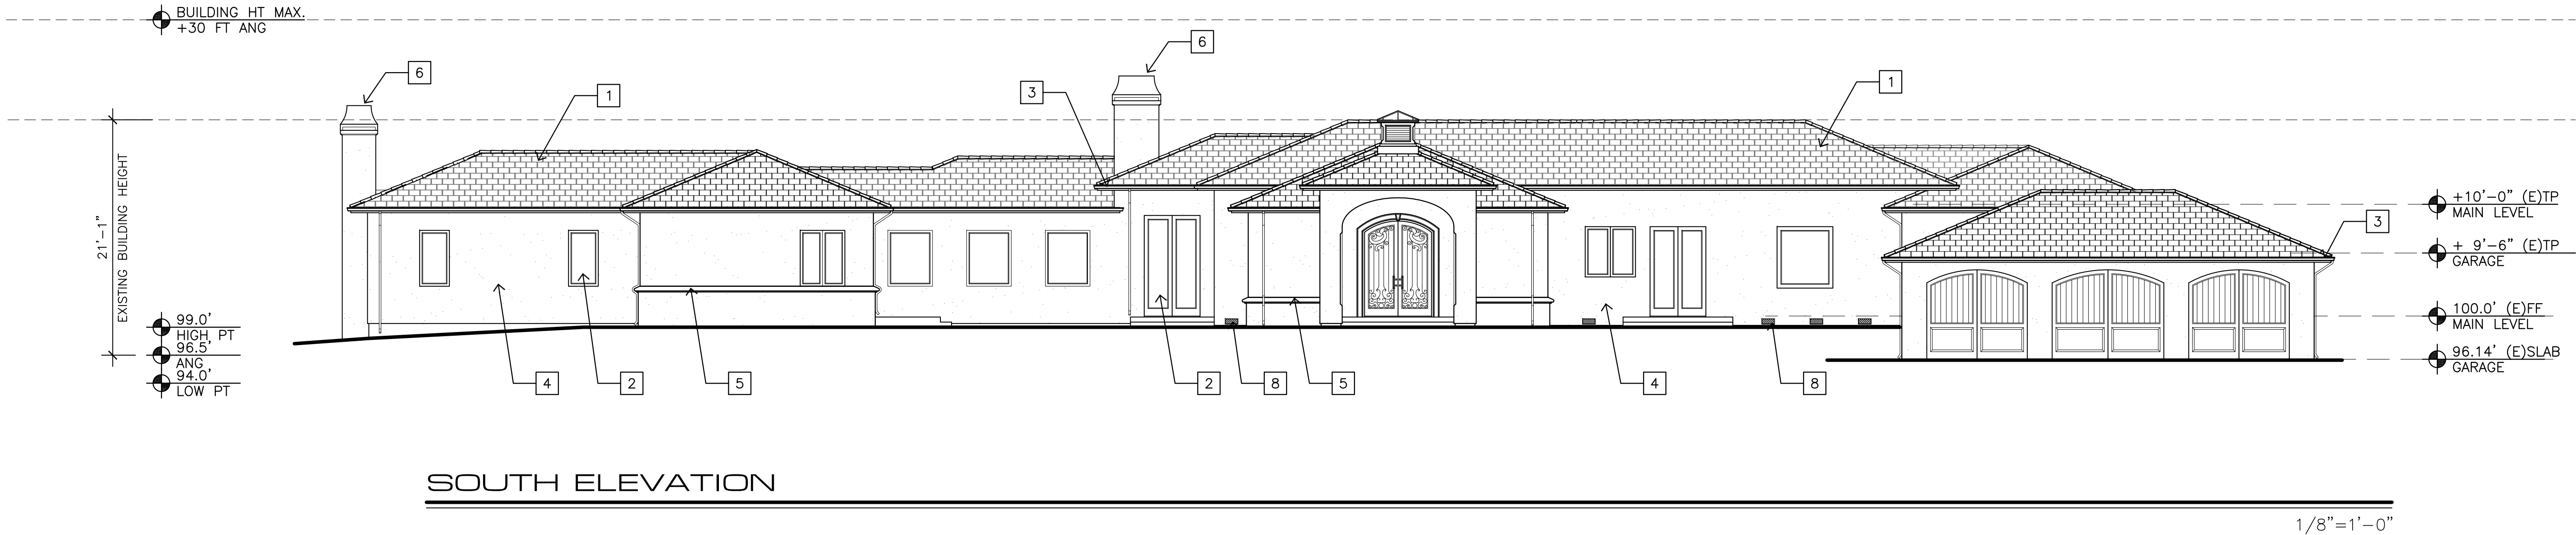 BUILDING HT MAX.
+30 FT ANG
6
6
1
3
1
21'-1"
EXISTING BUILDING HEIGHT
+10'-0" (E)TP
MAIN LEVEL
3
+ 9'-6" (E)TP
GARAGE
99.0'
HIGH PT
96.5'
ANG
94.0'
LOW PT
100.0' (E)FF
MAIN LEVEL
96.14' (E)SLAB
GARAGE
4
2
5
2
8
5
4
8
SOUTH ELEVATION
1/8"=1'-0"